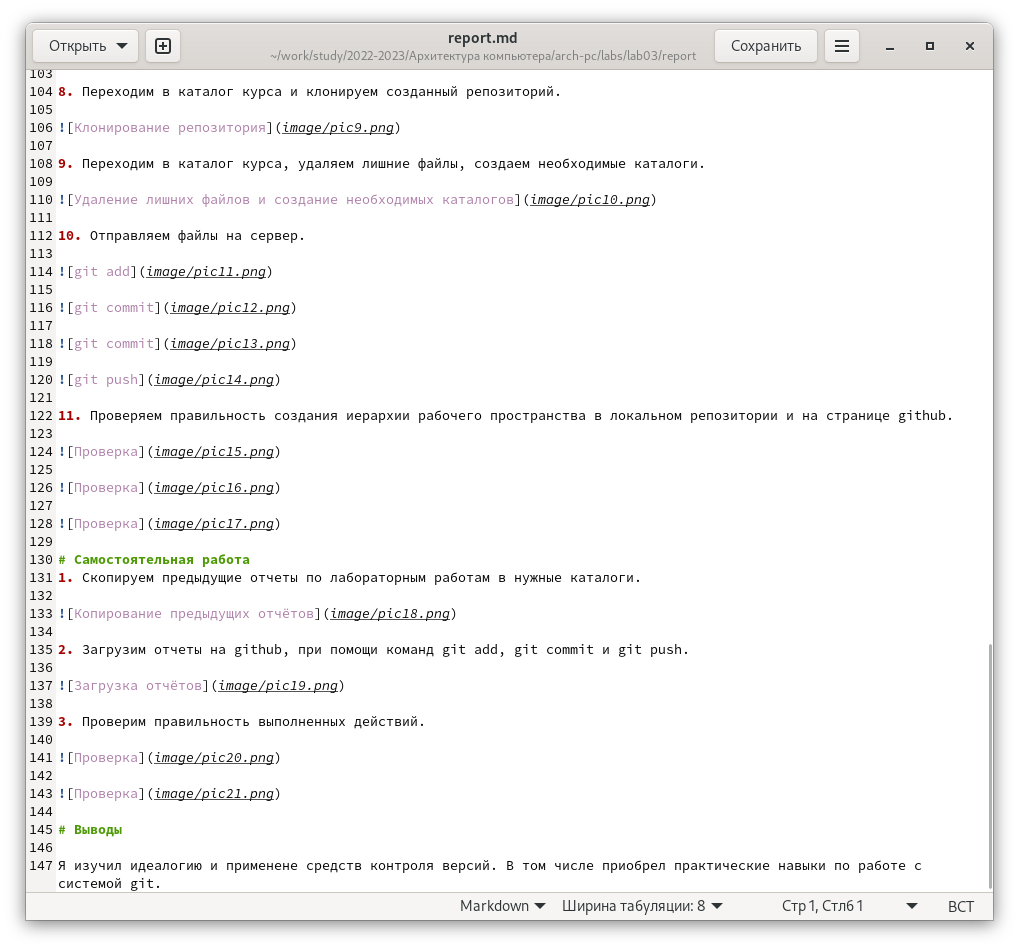 Открыть
report.md
~/work/study/2022-2023/Архитектура компьютера/arch-pc/labs/lab03/report
Сохранить
103
104 8. Переходим в каталог курса и клонируем созданный репозиторий.
105
106 ![Клонирование репозитория](image/pic9.png)
107
108 9. Переходим в каталог курса, удаляем лишние файлы, создаем необходимые каталоги.
109
110 ![Удаление лишних файлов и создание необходимых каталогов](image/pic10.png)
111
112 10. Отправляем файлы на сервер.
113
114 ![git add](image/pic11.png)
115
116 ![git commit](image/pic12.png)
117
118 ![git commit](image/pic13.png)
119
120 ![git push](image/pic14.png)
121
122 11. Проверяем правильность создания иерархии рабочего пространства в локальном репозитории и на странице github.
123
124 ![Проверка](image/pic15.png)
125
126 ![Проверка](image/pic16.png)
127
128 ![Проверка](image/pic17.png)
129
130 # Самостоятельная работа
131 1. Скопируем предыдущие отчеты по лабораторным работам в нужные каталоги.
132
133 ![Копирование предыдущих отчётов](image/pic18.png)
134
135 2. Загрузим отчеты на github, при помощи команд git add, git commit и git push.
136
137 ![Загрузка отчётов](image/pic19.png)
138
139 3. Проверим правильность выполненных действий.
140
141 ![Проверка](image/pic20.png)
142
143 ![Проверка](image/pic21.png)
144
145 # Выводы
146
147 Я изучил идеалогию и применене средств контроля версий. В том числе приобрел практические навыки по работе с
системой git.
Markdown Ширина табуляции: 8 Стр 1, Стлб 1 ВСТ